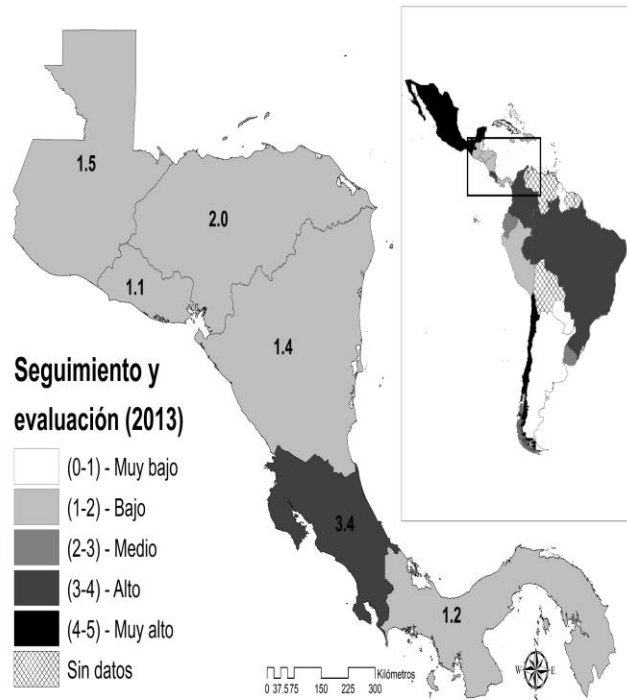 1.5
2.0
1.1
1.4
3.4
1.2
Seguimiento y
evaluación (2013)
(0-1) - Muy bajo
(1-2) - Bajo
(2-3) - Medio
(3-4) - Alto
(4-5) - Muy alto
Sin datos
Kilómetros
0 37.575 150 225 300
N
W E
S